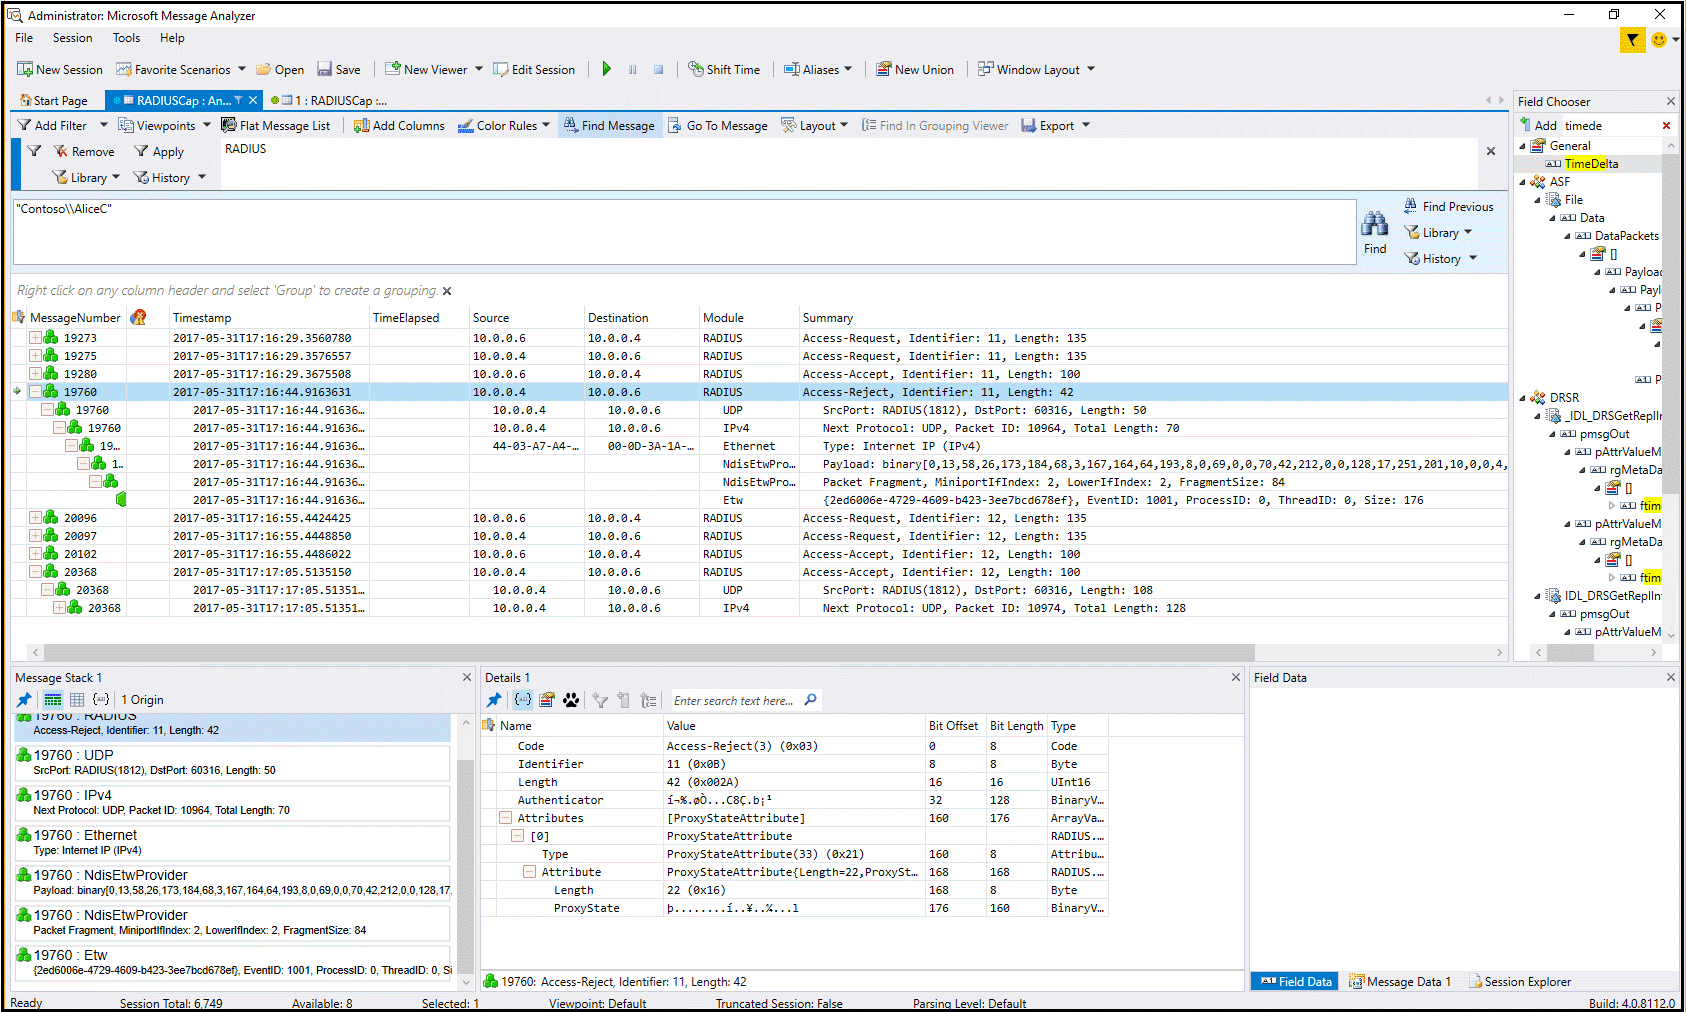 Administrator: Microsoft Message Analyzer
File Session Tools Help
New Session Favorite Scenarios Open Save New Viewer Edit Session Shift Time Aliases New Union Window Layout
Start Page RADIUSCap : An... 1 : RADIUSCap :...
Add Filter Viewpoints Flat Message List Add Columns Color Rules Find Message Go To Message Layout Find In Grouping Viewer Export
Remove Apply RADIUS
Library History
"Contoso\\AliceC"
Find
Find Previous
Library
History
Right click on any column header and select 'Group' to create a grouping.
MessageNumber Timestamp TimeElapsed Source Destination Module Summary
19273 2017-05-31T17:16:29.3560780 10.0.0.6 10.0.0.4 RADIUS Access-Request, Identifier: 11, Length: 135
19275 2017-05-31T17:16:29.3576557 10.0.0.6 10.0.0.4 RADIUS Access-Request, Identifier: 11, Length: 135
19280 2017-05-31T17:16:29.3675508 10.0.0.6 10.0.0.4 RADIUS Access-Accept, Identifier: 11, Length: 100
19760 2017-05-31T17:16:44.9163631 10.0.0.4 10.0.0.6 RADIUS Access-Reject, Identifier: 11, Length: 42
19760 2017-05-31T17:16:44.91636... 10.0.0.4 10.0.0.6 UDP SrcPort: RADIUS(1812), DstPort: 60316, Length: 50
19760 2017-05-31T17:16:44.91636... 10.0.0.4 10.0.0.6 IPv4 Next Protocol: UDP, Packet ID: 10964, Total Length: 70
19... 2017-05-31T17:16:44.91636... 44-03-A7-A4-... 00-0D-3A-1A-... Ethernet Type: Internet IP (IPv4)
1.. 2017-05-31T17:16:44.91636... NdisEtwPro... Payload: binary[0,13,58,26,173,184,68,3,167,164,64,193,8,0,69,0,0,70,42,212,0,0,128,17,251,201,10,0,0,4,
2017-05-31T17:16:44.91636... NdisEtwPro... Packet Fragment, MiniportIfIndex: 2, LowerIfIndex: 2, FragmentSize: 84
2017-05-31T17:16:44.91636... Etw {2ed6006e-4729-4609-b423-3ee7bcd678ef}, EventID: 1001, ProcessID: 0, ThreadID: 0, Size: 176
20096 2017-05-31T17:16:55.4424425 10.0.0.6 10.0.0.4 RADIUS Access-Request, Identifier: 12, Length: 135
20097 2017-05-31T17:16:55.4448850 10.0.0.6 10.0.0.4 RADIUS Access-Request, Identifier: 12, Length: 135
20102 2017-05-31T17:16:55.4486022 10.0.0.6 10.0.0.4 RADIUS Access-Accept, Identifier: 12, Length: 100
20368 2017-05-31T17:17:05.5135150 10.0.0.4 10.0.0.6 RADIUS Access-Accept, Identifier: 12, Length: 100
20368 2017-05-31T17:17:05.51351... 10.0.0.4 10.0.0.6 UDP SrcPort: RADIUS(1812), DstPort: 60316, Length: 108
20368 2017-05-31T17:17:05.51351... 10.0.0.4 10.0.0.6 IPv4 Next Protocol: UDP, Packet ID: 10974, Total Length: 128
Field Chooser
Add timede
General
TimeDelta
ASF
File
Data
DataPackets
[]
Payload
Payl
P
P
DRSR
_IDL_DRSGetReplIn
pmsgOut
pAttrValueM
rgMetaDa
[]
ftim
pAttrValueM
rgMetaDa
[]
ftim
IDL_DRSGetReplIn
pmsgOut
pAttrValueM
Message Stack 1
1 Origin
19760 : RADIUS
Access-Reject, Identifier: 11, Length: 42
19760 : UDP
SrcPort: RADIUS(1812), DstPort: 60316, Length: 50
19760 : IPv4
Next Protocol: UDP, Packet ID: 10964, Total Length: 70
19760 : Ethernet
Type: Internet IP (IPv4)
19760 : NdisEtwProvider
Payload: binary[0,13,58,26,173,184,68,3,167,164,64,193,8,0,69,0,0,70,42,212,0,0,128,17,
19760 : NdisEtwProvider
Packet Fragment, MiniportIfIndex: 2, LowerIfIndex: 2, FragmentSize: 84
19760 : Etw
{2ed6006e-4729-4609-b423-3ee7bcd678ef}, EventID: 1001, ProcessID: 0, ThreadID: 0, Si
Details 1
Enter search text here...
Name Value Bit Offset Bit Length Type
Code Access-Reject(3) (0x03) 0 8 Code
Identifier 11 (0x0B) 8 8 Byte
Length 42 (0x002A) 16 16 UInt16
Authenticator í¬%.øÒ...C8Ç.b¡¹ 32 128 BinaryV...
Attributes [ProxyStateAttribute] 160 176 ArrayVa...
[0] ProxyStateAttribute RADIUS....
Type ProxyStateAttribute(33) (0x21) 160 8 Attribu...
Attribute ProxyStateAttribute{Length=22,ProxySt... 168 168 RADIUS....
Length 22 (0x16) 168 8 Byte
ProxyState þ........í..¥..¾...l 176 160 BinaryV...
19760: Access-Reject, Identifier: 11, Length: 42
Field Data
Field Data Message Data 1 Session Explorer
Ready Session Total: 6,749 Available: 8 Selected: 1 Viewpoint: Default Truncated Session: False Parsing Level: Default Build: 4.0.8112.0